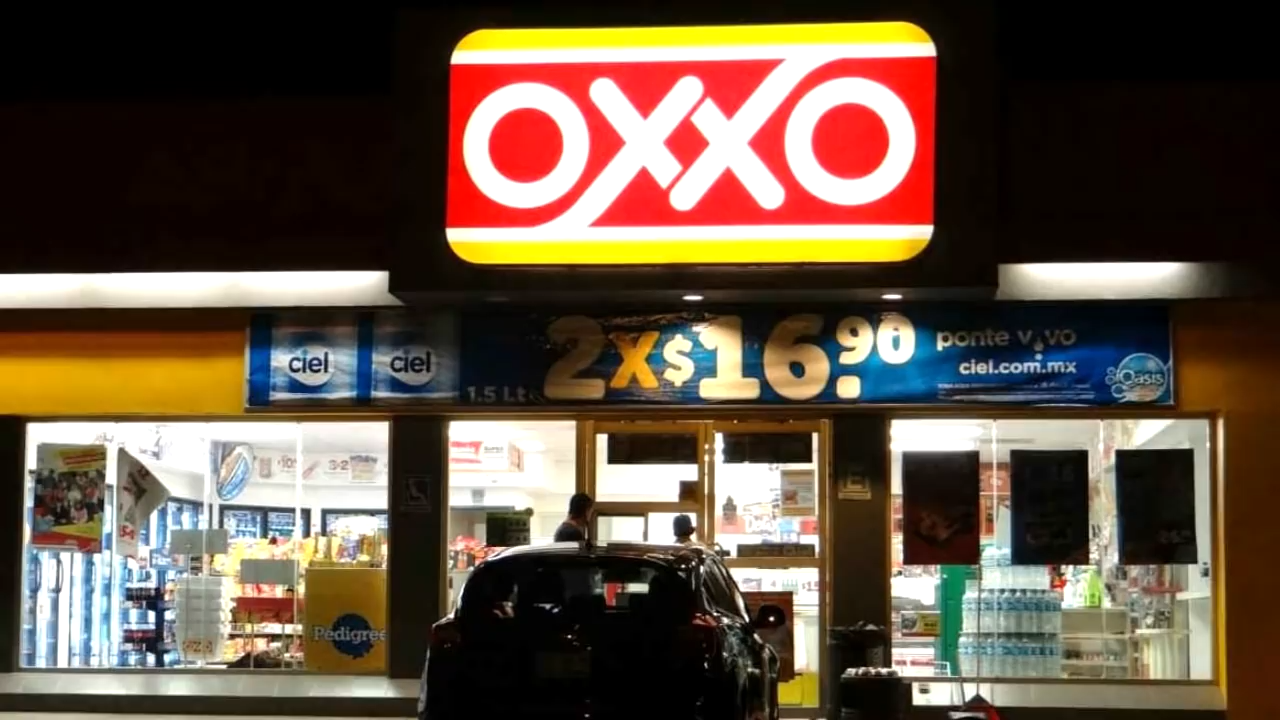 OXXO
ciel
ciel
1.5 Lt
2X$16.90
ponte vivo
ciel.com.mx
Oasis
Pedigree